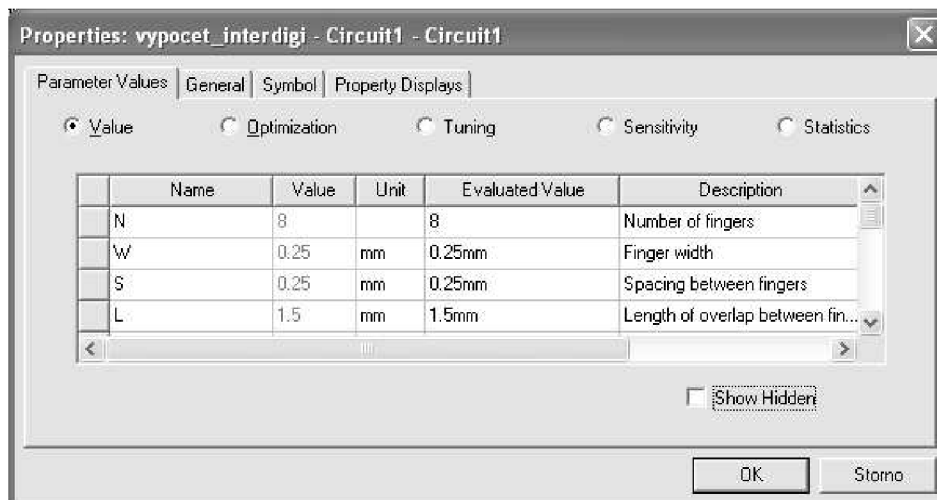 Properties: vypocet_interdigi - Circuit1 - Circuit1
Parameter Values General Symbol Property Displays
Value Optimization Tuning Sensitivity Statistics
Name Value Unit Evaluated Value Description
N 8 8 Number of fingers
W 0.25 mm 0.25mm Finger width
S 0.25 mm 0.25mm Spacing between fingers
L 1.5 mm 1.5mm Length of overlap between fin...
Show Hidden
OK Storno